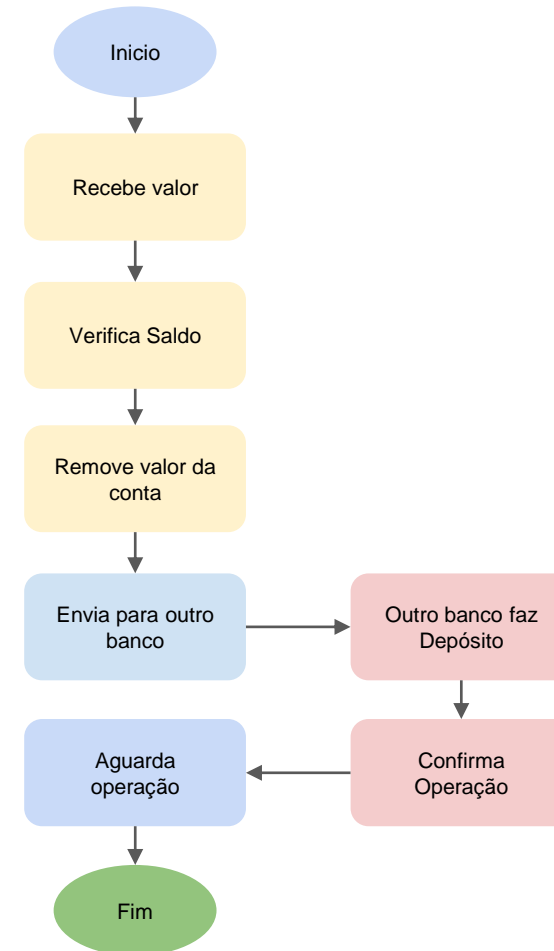 Inicio
Recebe valor
Verifica Saldo
Remove valor da
conta
Envia para outro
banco
Outro banco faz
Depósito
Confirma
Operação
Aguarda
operação
Fim